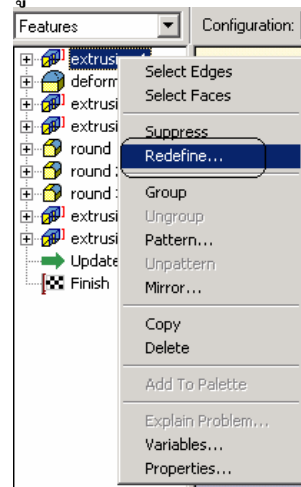 Features
Configuration:
extrusi
deform
extrusi
extrusi
round
round
round
extrusi
extrusi
Update
Finish
Select Edges
Select Faces
Suppress
Redefine...
Group
Ungroup
Pattern...
Unpattern
Mirror...
Copy
Delete
Add To Palette
Explain Problem...
Variables...
Properties...